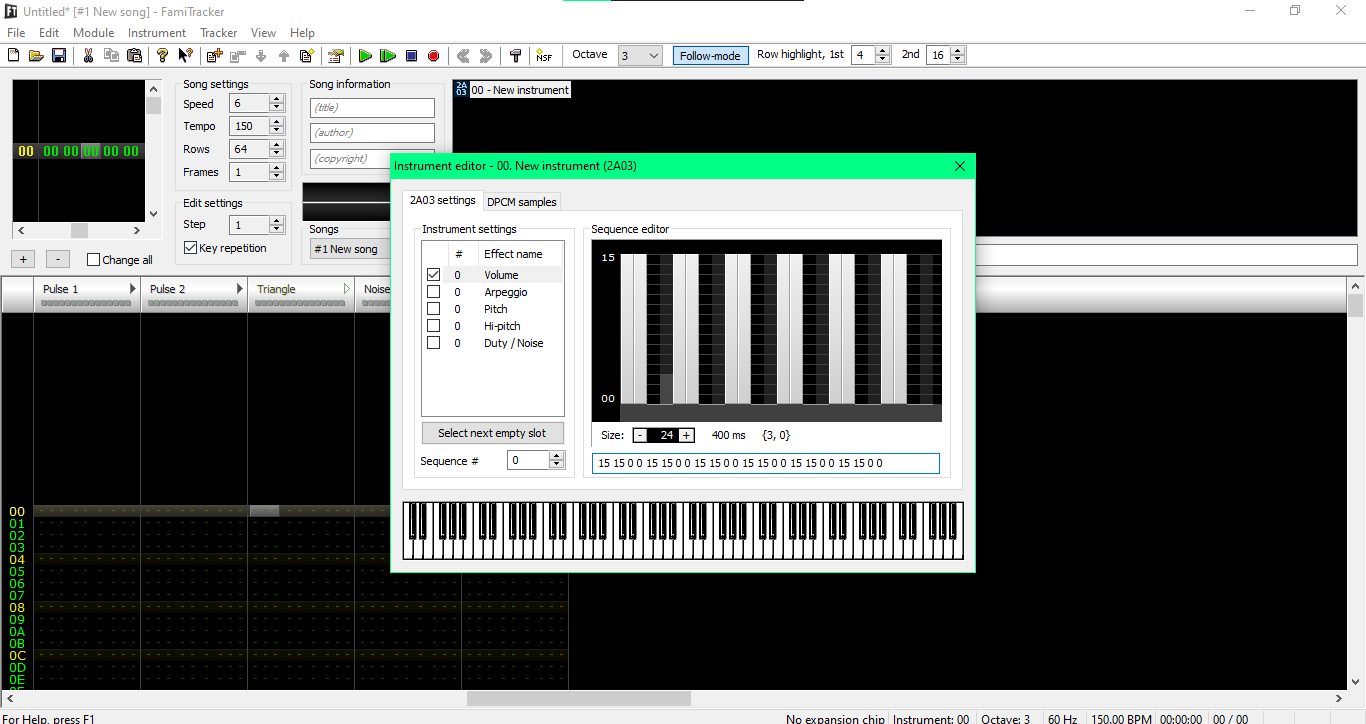 Untitled* [#1 New song] - FamiTracker
File Edit Module Instrument Tracker View Help
NSF Octave 3 Follow-mode Row highlight, 1st 4 2nd 16
00 00 00 00 00 00
+ - Change all
Song settings
Speed 6
Tempo 150
Rows 64
Frames 1
Edit settings
Step 1
Key repetition
Song information
(title)
(author)
(copyright)
Songs
#1 New song
2A03 00 - New instrument
Instrument editor - 00. New instrument (2A03)
2A03 settings DPCM samples
Instrument settings
# Effect name
0 Volume
0 Arpeggio
0 Pitch
0 Hi-pitch
0 Duty / Noise
Select next empty slot
Sequence # 0
Sequence editor
15
00
Size: - 24 + 400 ms {3, 0}
15 15 0 0 15 15 0 0 15 15 0 0 15 15 0 0 15 15 0 0 15 15 0 0
Pulse 1 Pulse 2 Triangle Noise
00
01
02
03
04
05
06
07
08
09
0A
0B
0C
0D
0E
For Help, press F1 No expansion chip Instrument: 00 Octave: 3 60 Hz 150.00 BPM 00:00:00 00 / 00